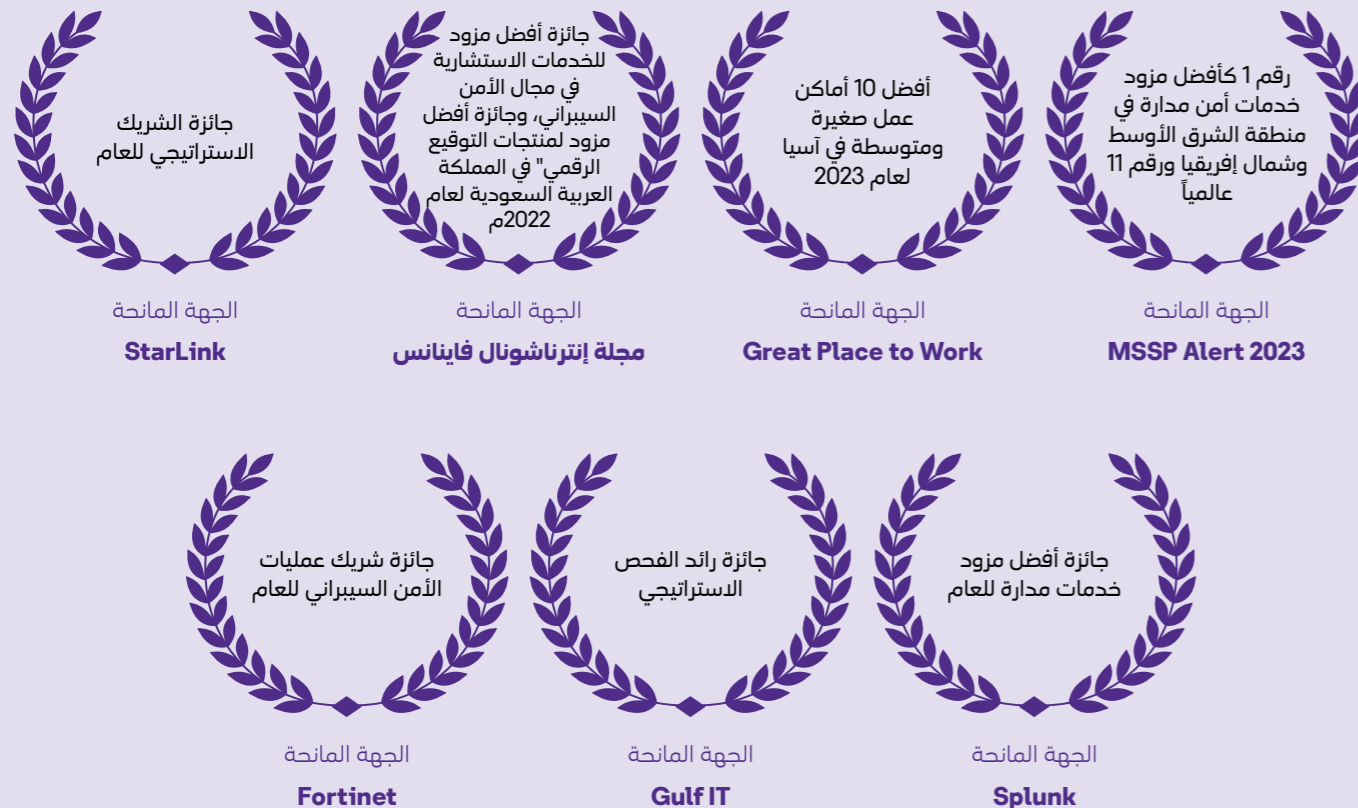 رقم 1 كأفضل مزود
خدمات أمن مدارة في
منطقة الشرق الأوسط
وشمال إفريقيا ورقم 11
عالمياً
الجهة المانحة
MSSP Alert 2023
أفضل 10 أماكن
عمل صغيرة
ومتوسطة في آسيا
لعام 2023
الجهة المانحة
Great Place to Work
جائزة أفضل مزود
للخدمات الاستشارية
في مجال الأمن
السيبراني، وجائزة أفضل
مزود لمنتجات التوقيع
الرقمي" في المملكة
العربية السعودية لعام
2022م
الجهة المانحة
مجلة إنترناشونال فاينانس
جائزة الشريك
الاستراتيجي للعام
الجهة المانحة
StarLink
جائزة أفضل مزود
خدمات مدارة للعام
الجهة المانحة
Splunk
جائزة رائد الفحص
الاستراتيجي
الجهة المانحة
Gulf IT
جائزة شريك عمليات
الأمن السيبراني للعام
الجهة المانحة
Fortinet